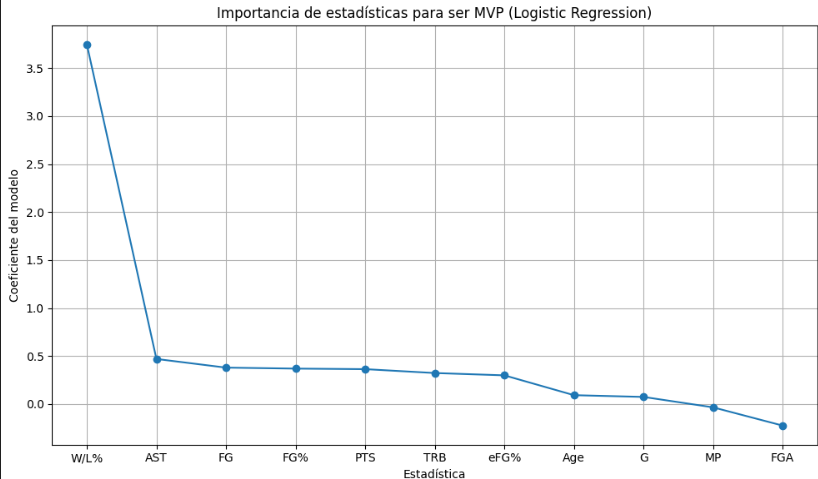 Importancia de estadísticas para ser MVP (Logistic Regression)
Coeficiente del modelo
3.5
3.0
2.5
2.0
1.5
1.0
0.5
0.0
W/L% AST FG FG% PTS TRB eFG% Age G MP FGA
Estadística